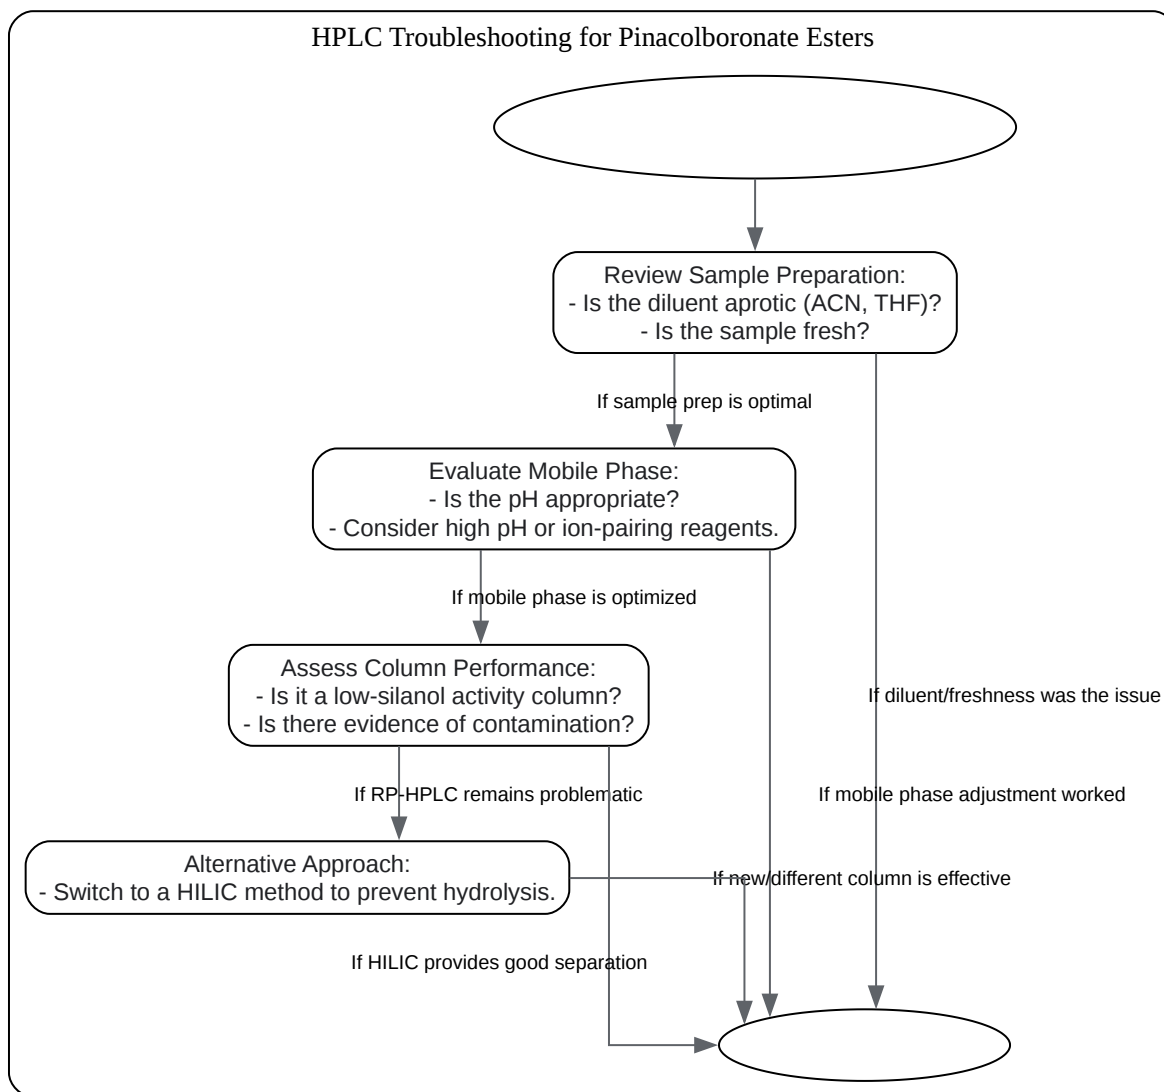 HPLC Troubleshooting for Pinacolboronate Esters
Review Sample Preparation:
- Is the diluent aprotic (ACN, THF)?
- Is the sample fresh?
If sample prep is optimal
Evaluate Mobile Phase:
- Is the pH appropriate?
- Consider high pH or ion-pairing reagents.
If mobile phase is optimized
Assess Column Performance:
- Is it a low-silanol activity column?
- Is there evidence of contamination?
If diluent/freshness was the issue
If RP-HPLC remains problematic
If mobile phase adjustment worked
Alternative Approach:
- Switch to a HILIC method to prevent hydrolysis.
If new/different column is effective
If HILIC provides good separation